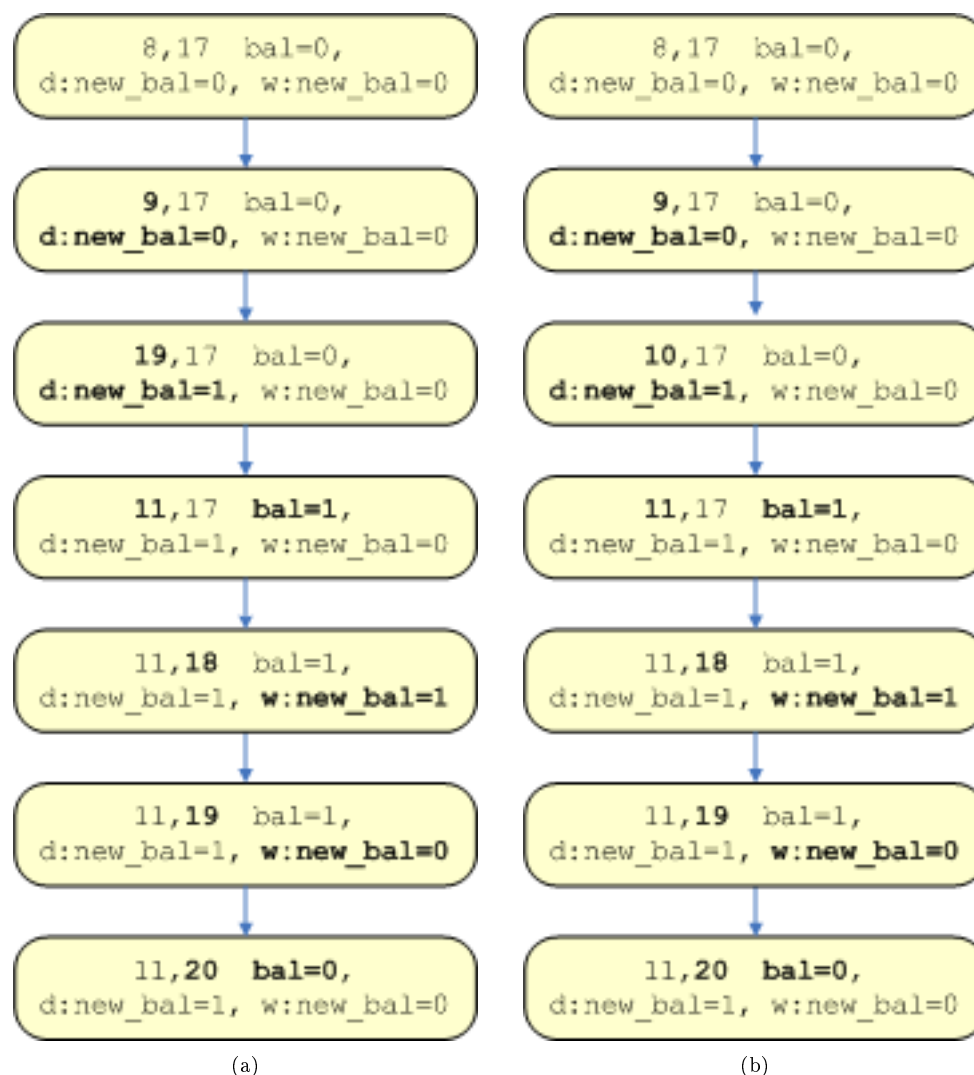 8,17 bal=0,
d:new_bal=0, w:new_bal=0
9,17 bal=0,
d:new_bal=0, w:new_bal=0
19,17 bal=0,
d:new_bal=1, w:new_bal=0
11,17 bal=1,
d:new_bal=1, w:new_bal=0
11,18 bal=1,
d:new_bal=1, w:new_bal=1
11,19 bal=1,
d:new_bal=1, w:new_bal=0
11,20 bal=0,
d:new_bal=1, w:new_bal=0
(a)
8,17 bal=0,
d:new_bal=0, w:new_bal=0
9,17 bal=0,
d:new_bal=0, w:new_bal=0
10,17 bal=0,
d:new_bal=1, w:new_bal=0
11,17 bal=1,
d:new_bal=1, w:new_bal=0
11,18 bal=1,
d:new_bal=1, w:new_bal=1
11,19 bal=1,
d:new_bal=1, w:new_bal=0
11,20 bal=0,
d:new_bal=1, w:new_bal=0
(b)